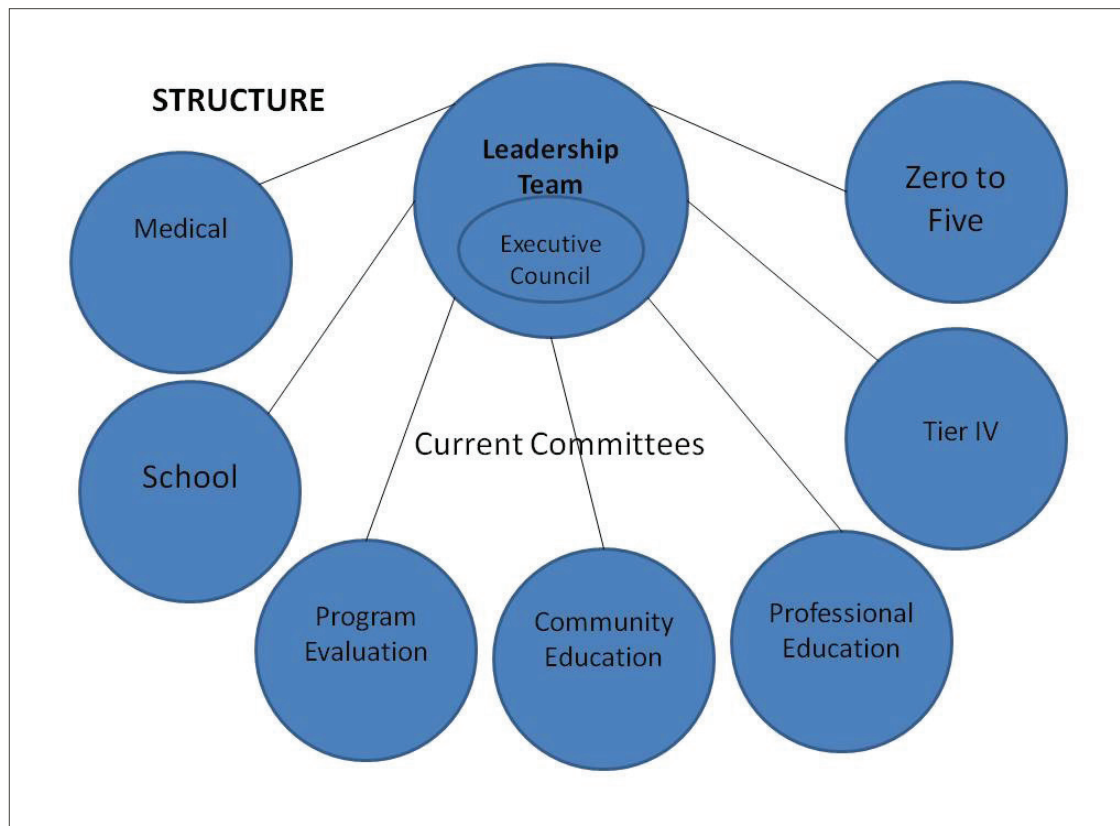 STRUCTURE
Leadership
Team
Executive
Council
Medical
Zero to
Five
School
Current Committees
Tier IV
Program
Evaluation
Community
Education
Professional
Education